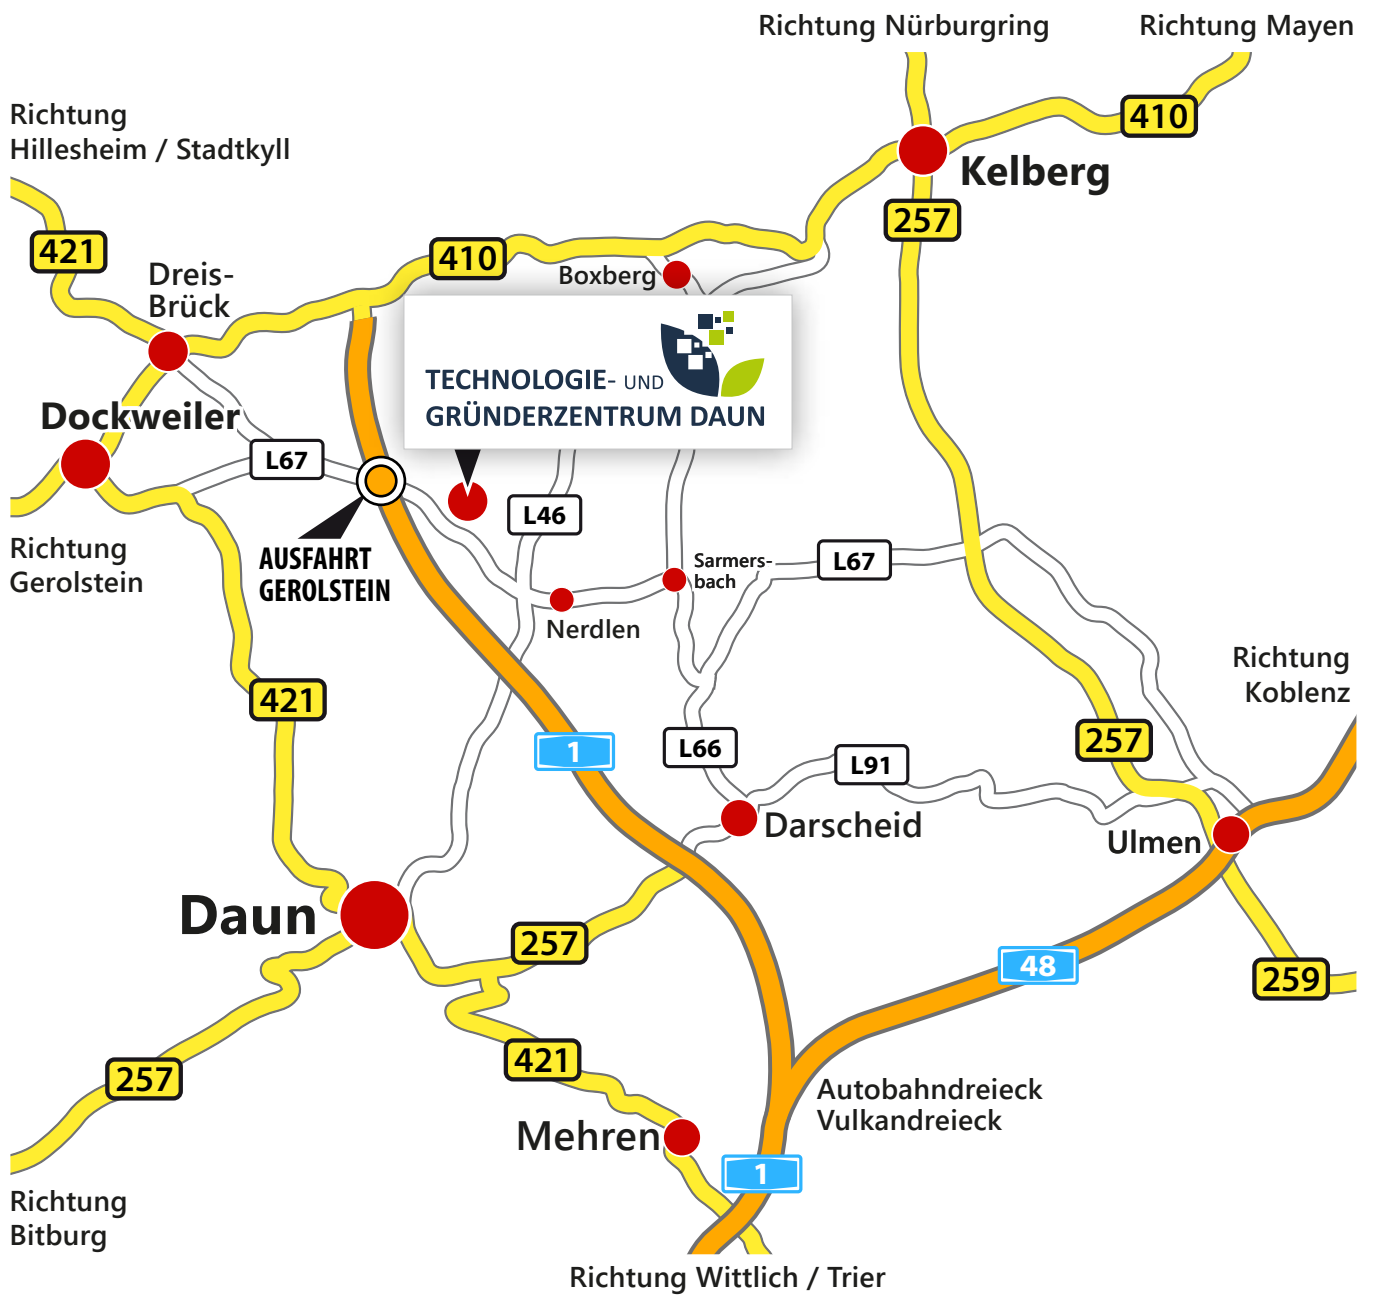 Richtung Nürburgring
Richtung Mayen
Richtung
Hillesheim / Stadtkyll
410
Kelberg
257
421
410
Dreis-
Brück
Boxberg
TECHNOLOGIE- UND
GRÜNDERZENTRUM DAUN
Dockweiler
L67
L46
Richtung
Gerolstein
AUSFAHRT
GEROLSTEIN
Sarmers-
bach
L67
Nerdlen
Richtung
Koblenz
421
1
L66
257
L91
Darscheid
Ulmen
Daun
257
48
259
421
257
Autobahndreieck
Vulkandreieck
Mehren
1
Richtung
Bitburg
Richtung Wittlich / Trier